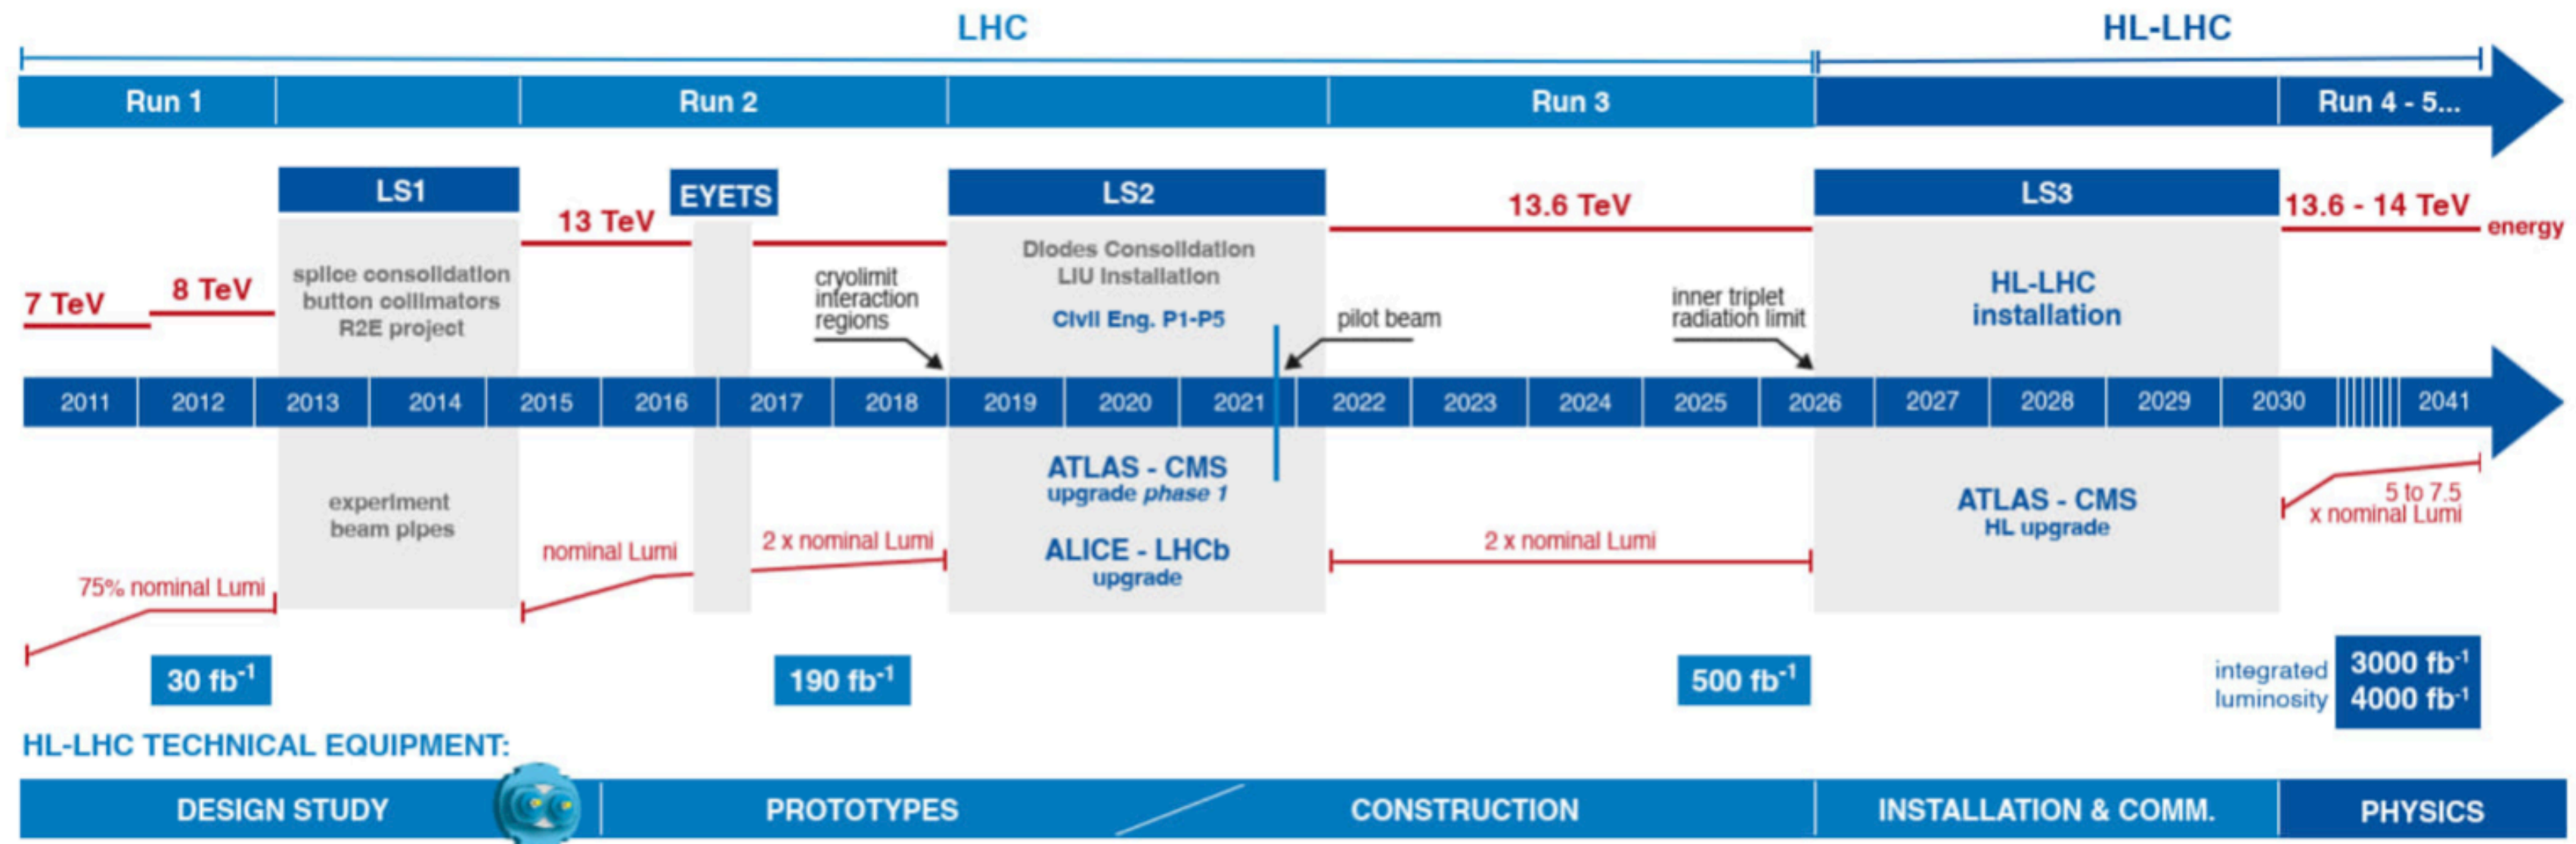 LHC
HL-LHC
Run 1
Run 2
Run 3
Run 4 - 5...
LS1
EYETS
LS2
LS3
13 TeV
13.6 TeV
13.6 - 14 TeV
energy
7 TeV
8 TeV
splice consolidation
button collimators
R2E project
cryolimit
interaction
regions
Diodes Consolidation
LIU Installation
Civil Eng. P1-P5
pilot beam
inner triplet
radiation limit
HL-LHC
installation
2011
2012
2013
2014
2015
2016
2017
2018
2019
2020
2021
2022
2023
2024
2025
2026
2027
2028
2029
2030
2041
experiment
beam pipes
ATLAS - CMS
upgrade phase 1
ALICE - LHCb
upgrade
ATLAS - CMS
HL upgrade
5 to 7.5
x nominal Lumi
75% nominal Lumi
nominal Lumi
2 x nominal Lumi
2 x nominal Lumi
30 fb⁻¹
190 fb⁻¹
500 fb⁻¹
integrated
luminosity
3000 fb⁻¹
4000 fb⁻¹
HL-LHC TECHNICAL EQUIPMENT:
DESIGN STUDY
PROTOTYPES
CONSTRUCTION
INSTALLATION & COMM.
PHYSICS